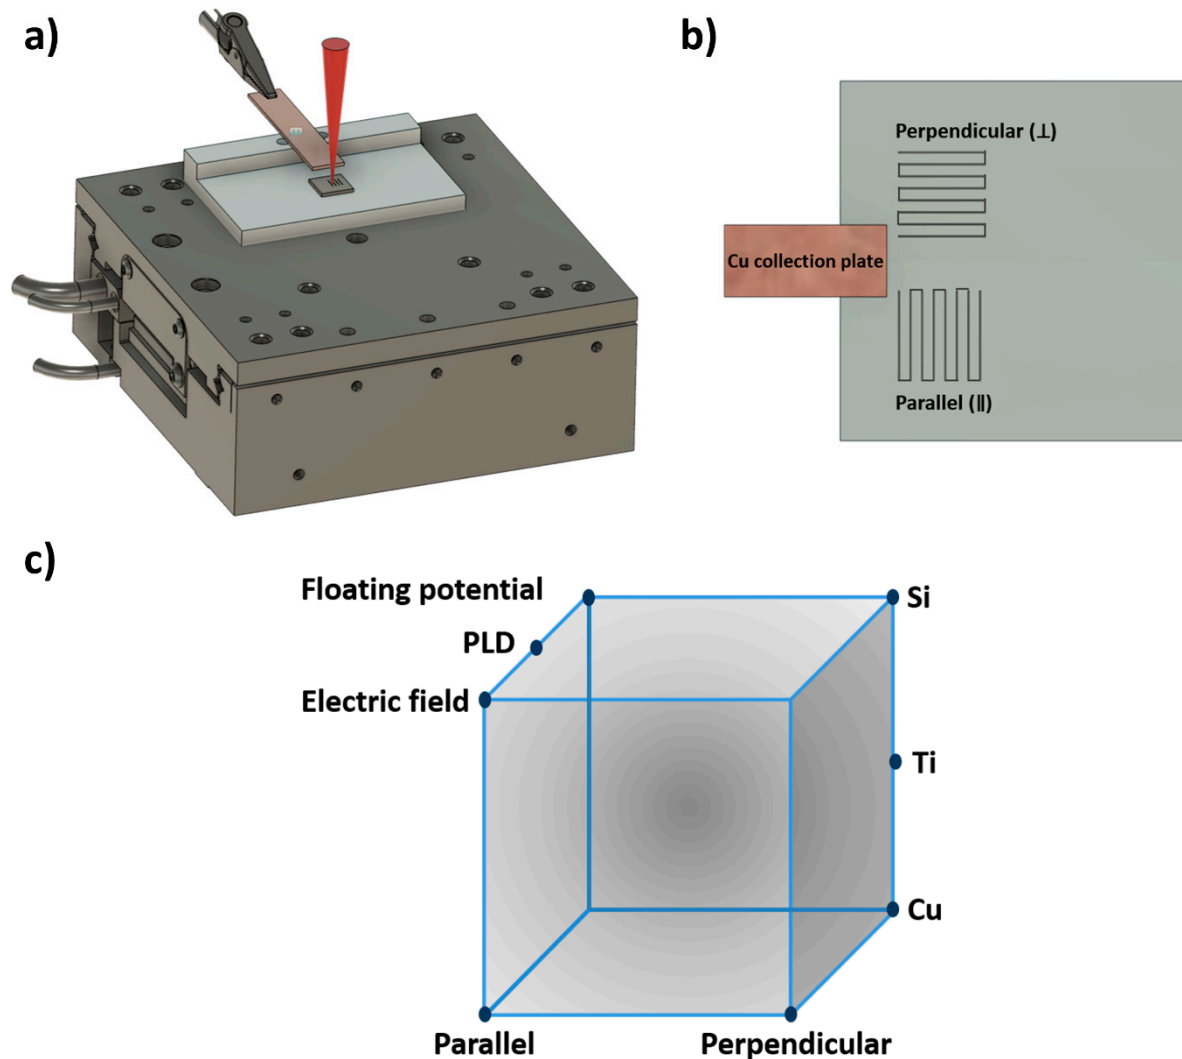 a)
b)
Perpendicular (⊥)
Cu collection plate
Parallel (ǁ)
c)
Floating potential
Si
PLD
Electric field
Ti
Cu
Parallel
Perpendicular